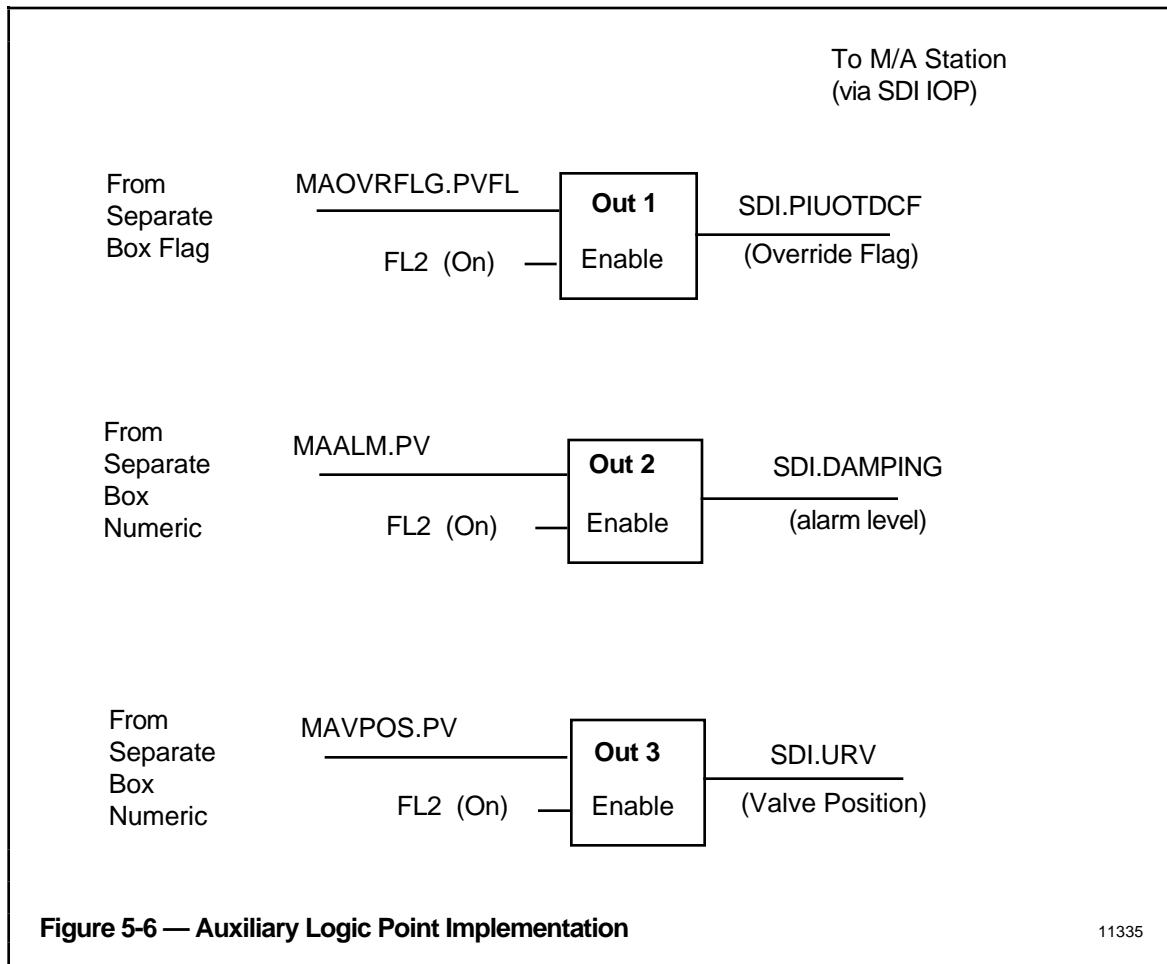 To M/A Station
(via SDI IOP)
From
Separate
Box Flag
MAOVRFLG.PVFL
FL2 (On)
Out 1
Enable
SDI.PIUOTDCF
(Override Flag)
From
Separate
Box
Numeric
MAALM.PV
FL2 (On)
Out 2
Enable
SDI.DAMPING
(alarm level)
From
Separate
Box
Numeric
MAVPOS.PV
FL2 (On)
Out 3
Enable
SDI.URV
(Valve Position)
Figure 5-6 — Auxiliary Logic Point Implementation
11335